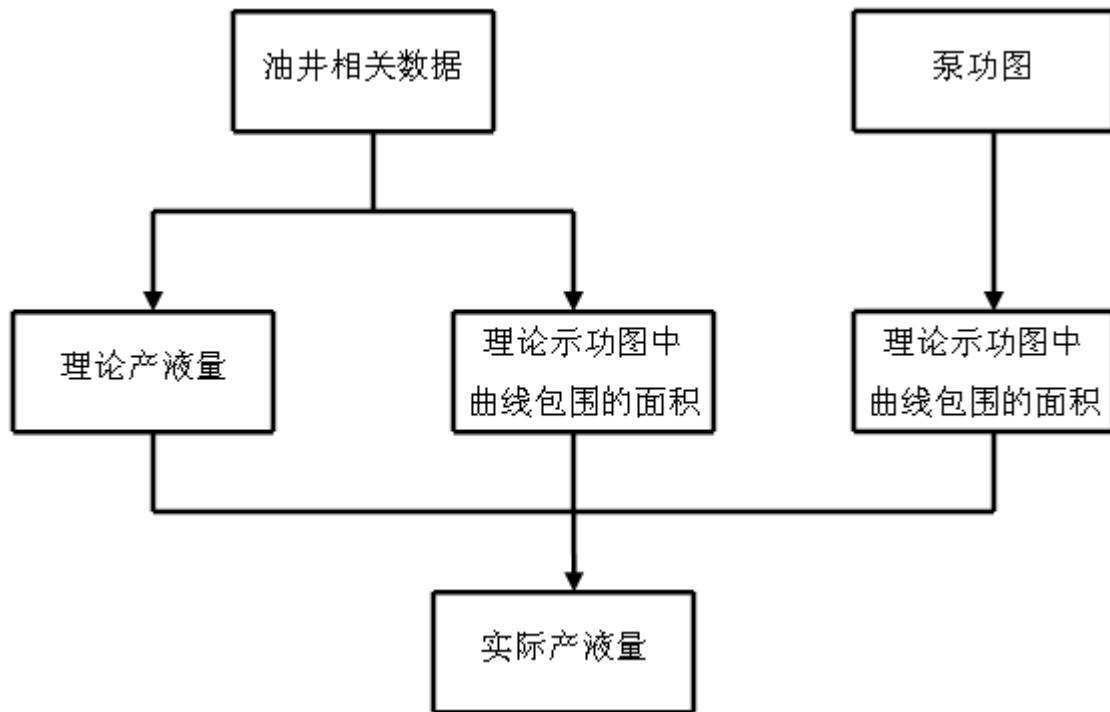 油井相关数据
泵功图
理论产液量
理论示功图中
曲线包围的面积
理论示功图中
曲线包围的面积
实际产液量